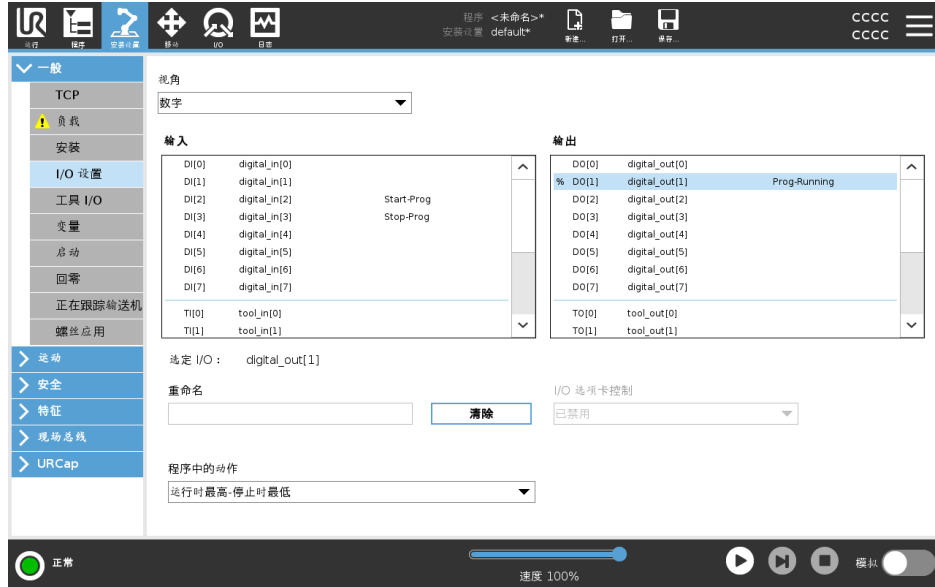 运行
程序
安装设置
移动
I/O
日志
程序 <未命名>*
安装设置 default*
新建...
打开...
保存...
cccc
cccc
一般
TCP
负载
安装
I/O 设置
工具 I/O
变量
启动
回零
正在跟踪输送机
螺丝应用
运动
安全
特征
现场总线
URCap
视角
数字
输入
DI[0] digital_in[0]
DI[1] digital_in[1]
DI[2] digital_in[2] Start-Prog
DI[3] digital_in[3] Stop-Prog
DI[4] digital_in[4]
DI[5] digital_in[5]
DI[6] digital_in[6]
DI[7] digital_in[7]
TI[0] tool_in[0]
TI[1] tool_in[1]
输出
DO[0] digital_out[0]
% DO[1] digital_out[1] Prog-Running
DO[2] digital_out[2]
DO[3] digital_out[3]
DO[4] digital_out[4]
DO[5] digital_out[5]
DO[6] digital_out[6]
DO[7] digital_out[7]
TO[0] tool_out[0]
TO[1] tool_out[1]
选定 I/O： digital_out[1]
重命名
清除
I/O 选项卡控制
已禁用
程序中的动作
运行时最高-停止时最低
正常
速度 100%
模拟